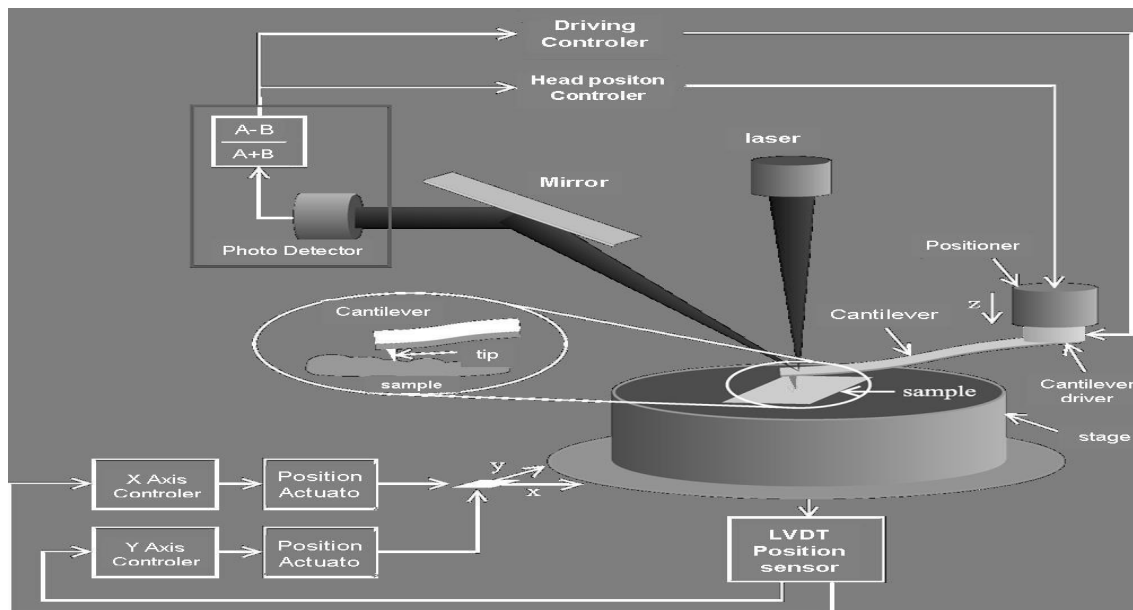 Driving
Controler
Head positon
Controler
A-B
A+B
laser
Mirror
Photo Detector
Positioner
z
Cantilever
Cantilever
tip
sample
sample
Cantilever
driver
stage
y
x
X Axis
Controler
Position
Actuato
Y Axis
Controler
Position
Actuato
LVDT
Position
sensor